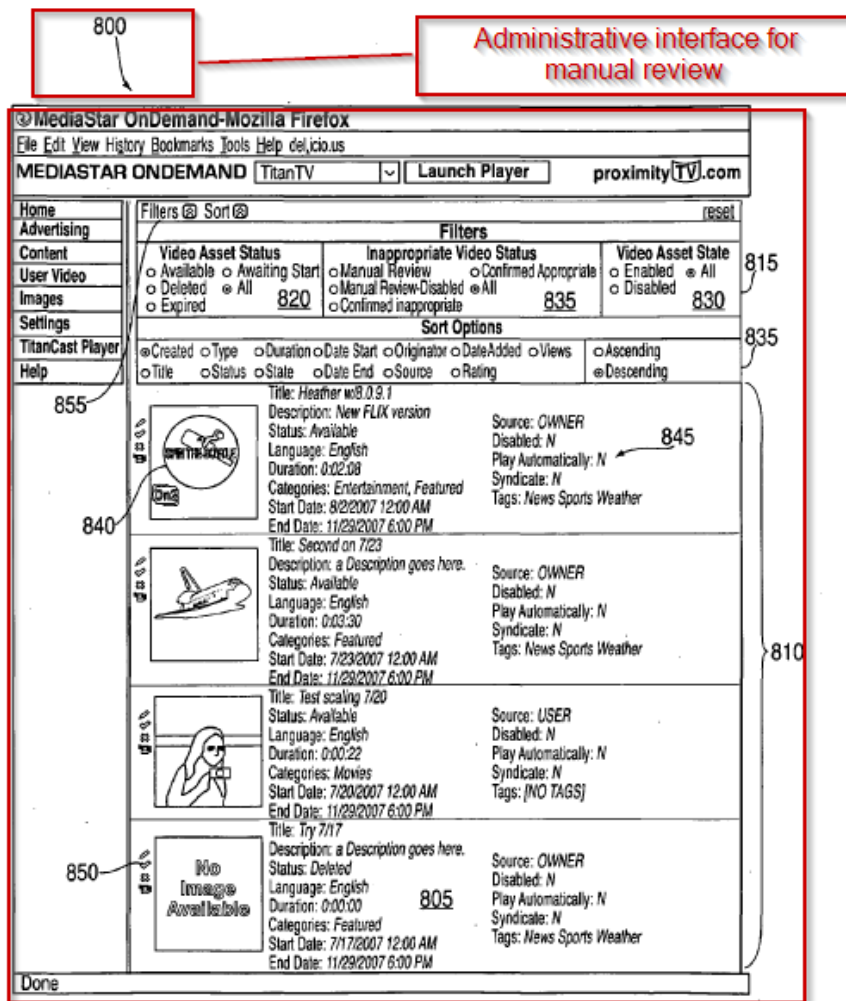 800
Administrative interface for
manual review
MediaStar OnDemand-Mozilla Firefox
File Edit View History Bookmarks Tools Help del.icio.us
MEDIASTAR ONDEMAND TitanTV Launch Player proximityTV.com
Home
Advertising
Content
User Video
Images
Settings
TitanCast Player
Help
Filters Sort reset
Filters
Video Asset Status Inappropriate Video Status Video Asset State
Available Awaiting Start Manual Review Confirmed Appropriate Enabled All
Deleted All Manual Review-Disabled All Disabled
Expired 820 Confirmed inappropriate 835 830
815
Sort Options
835
Created Type Duration Date Start Originator DateAdded Views Ascending
Title Status State Date End Source Rating Descending
855
Title: Heather w8.0.9.1
Description: New FLIX version
Status: Available
Language: English
Duration: 0:02:08
Categories: Entertainment, Featured
Start Date: 8/2/2007 12:00 AM
End Date: 11/29/2007 6:00 PM
Source: OWNER
Disabled: N
Play Automatically: N
Syndicate: N
Tags: News Sports Weather
845
840
On2
Title: Second on 7/23
Description: a Description goes here.
Status: Available
Language: English
Duration: 0:03:30
Categories: Featured
Start Date: 7/23/2007 12:00 AM
End Date: 11/29/2007 6:00 PM
Source: OWNER
Disabled: N
Play Automatically: N
Syndicate: N
Tags: News Sports Weather
810
Title: Test scaling 7/20
Status: Available
Language: English
Duration: 0:00:22
Categories: Movies
Start Date: 7/20/2007 12:00 AM
End Date: 11/29/2007 6:00 PM
Source: USER
Disabled: N
Play Automatically: N
Syndicate: N
Tags: [NO TAGS]
Title: Try 7/17
Description: a Description goes here.
Status: Deleted
Language: English
Duration: 0:00:00
Categories: Featured
Start Date: 7/17/2007 12:00 AM
End Date: 11/29/2007 6:00 PM
Source: OWNER
Disabled: N
Play Automatically: N
Syndicate: N
Tags: News Sports Weather
850
No
Image
Available
805
Done